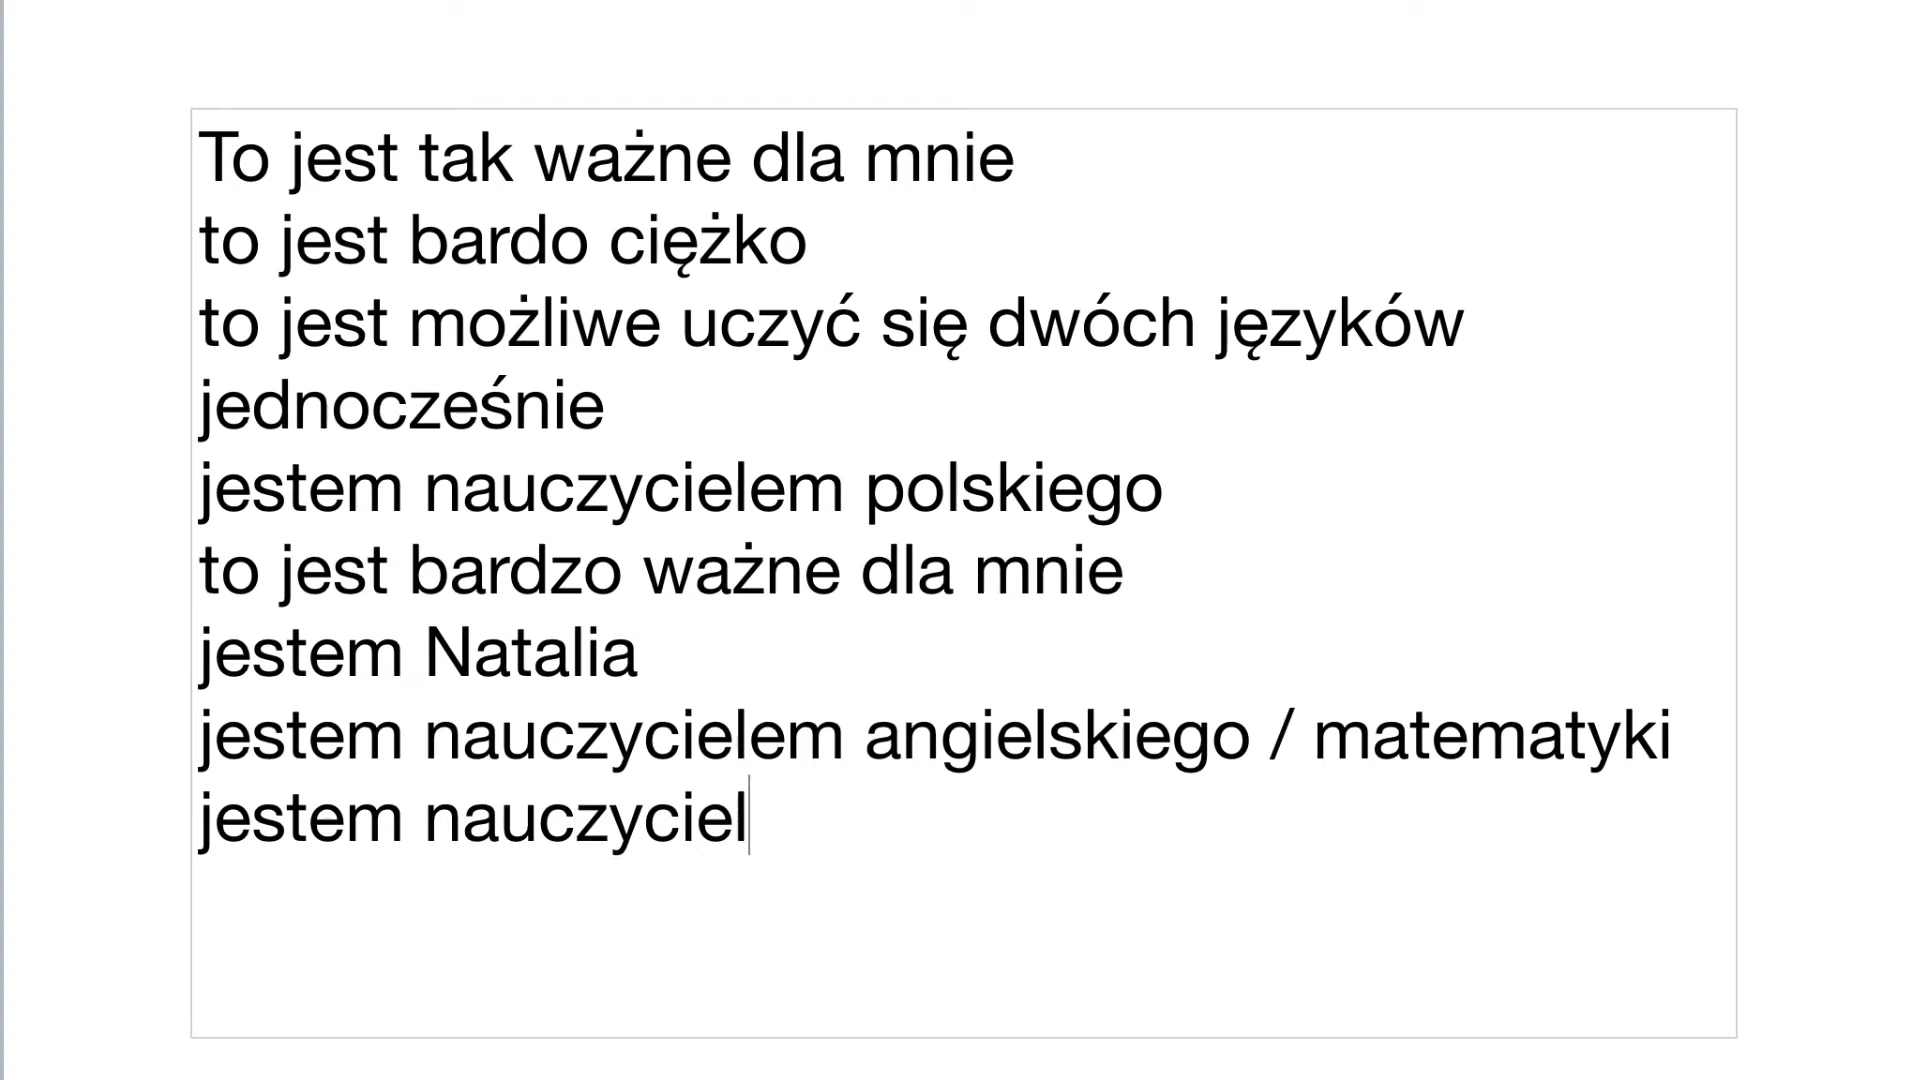 To jest tak ważne dla mnie
to jest bardo ciężko
to jest możliwe uczyć się dwóch języków
jednocześnie
jestem nauczycielem polskiego
to jest bardzo ważne dla mnie
jestem Natalia
jestem nauczycielem angielskiego / matematyki
jestem nauczyciel